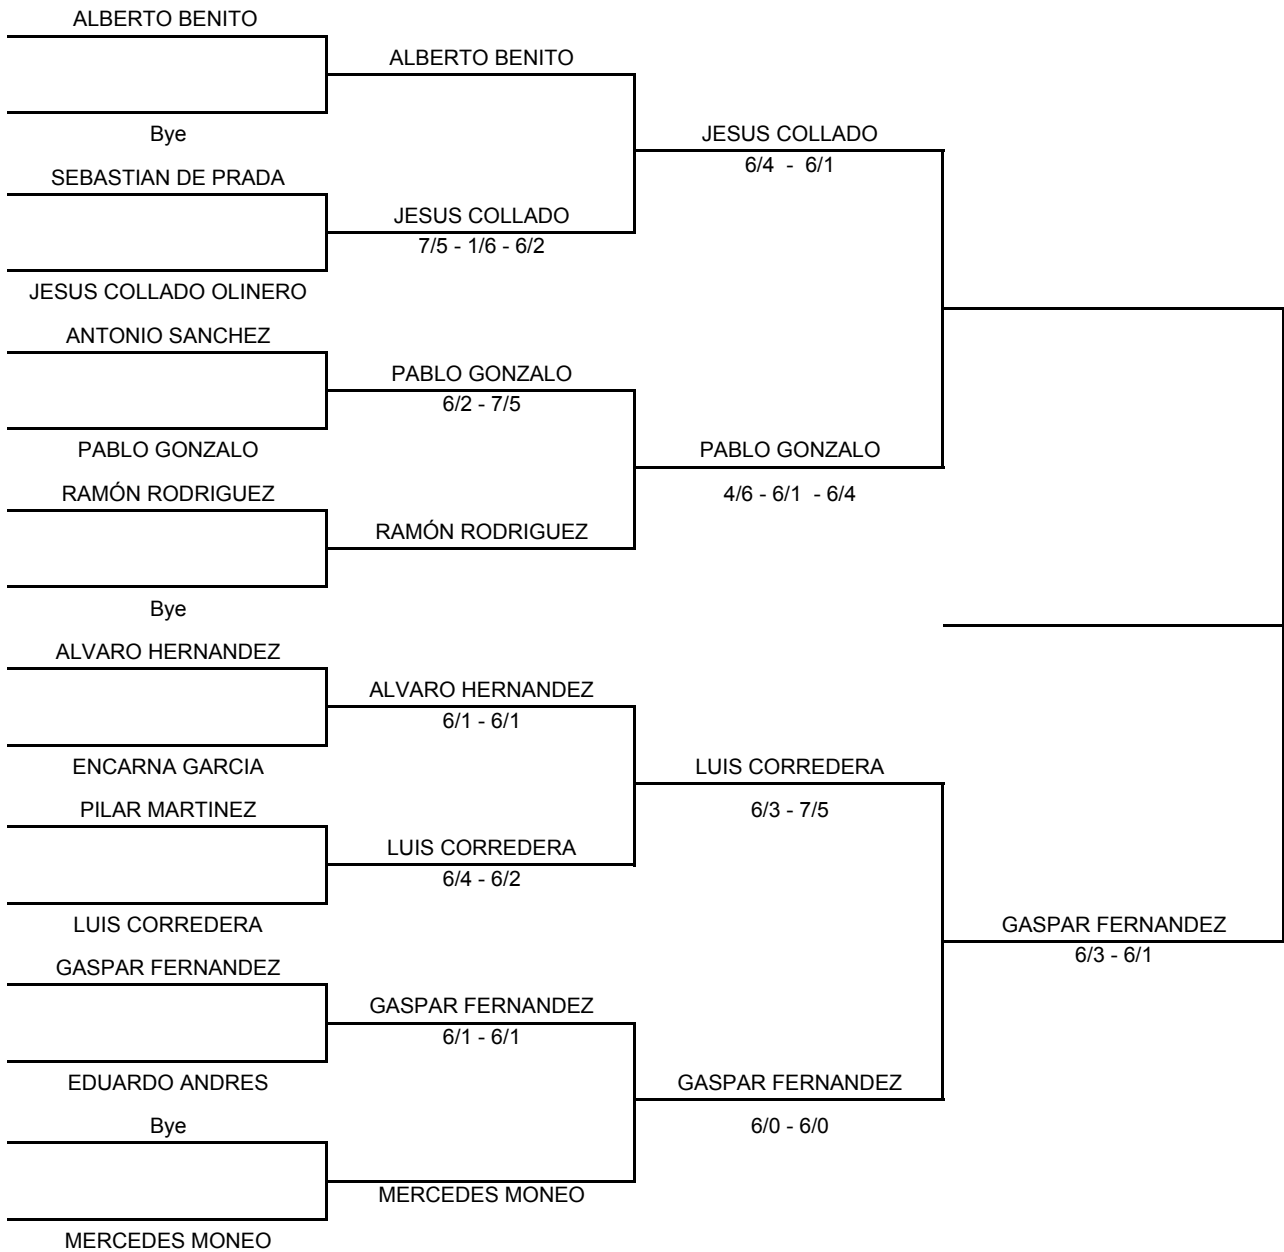 ALBERTO BENITO
ALBERTO BENITO
Bye
JESUS COLLADO
6/4 - 6/1
SEBASTIAN DE PRADA
JESUS COLLADO
7/5 - 1/6 - 6/2
JESUS COLLADO OLINERO
ANTONIO SANCHEZ
PABLO GONZALO
6/2 - 7/5
PABLO GONZALO
PABLO GONZALO
RAMÓN RODRIGUEZ
4/6 - 6/1 - 6/4
RAMÓN RODRIGUEZ
Bye
ALVARO HERNANDEZ
ALVARO HERNANDEZ
6/1 - 6/1
ENCARNA GARCIA
LUIS CORREDERA
PILAR MARTINEZ
6/3 - 7/5
LUIS CORREDERA
6/4 - 6/2
LUIS CORREDERA
GASPAR FERNANDEZ
6/3 - 6/1
GASPAR FERNANDEZ
GASPAR FERNANDEZ
6/1 - 6/1
EDUARDO ANDRES
GASPAR FERNANDEZ
Bye
6/0 - 6/0
MERCEDES MONEO
MERCEDES MONEO